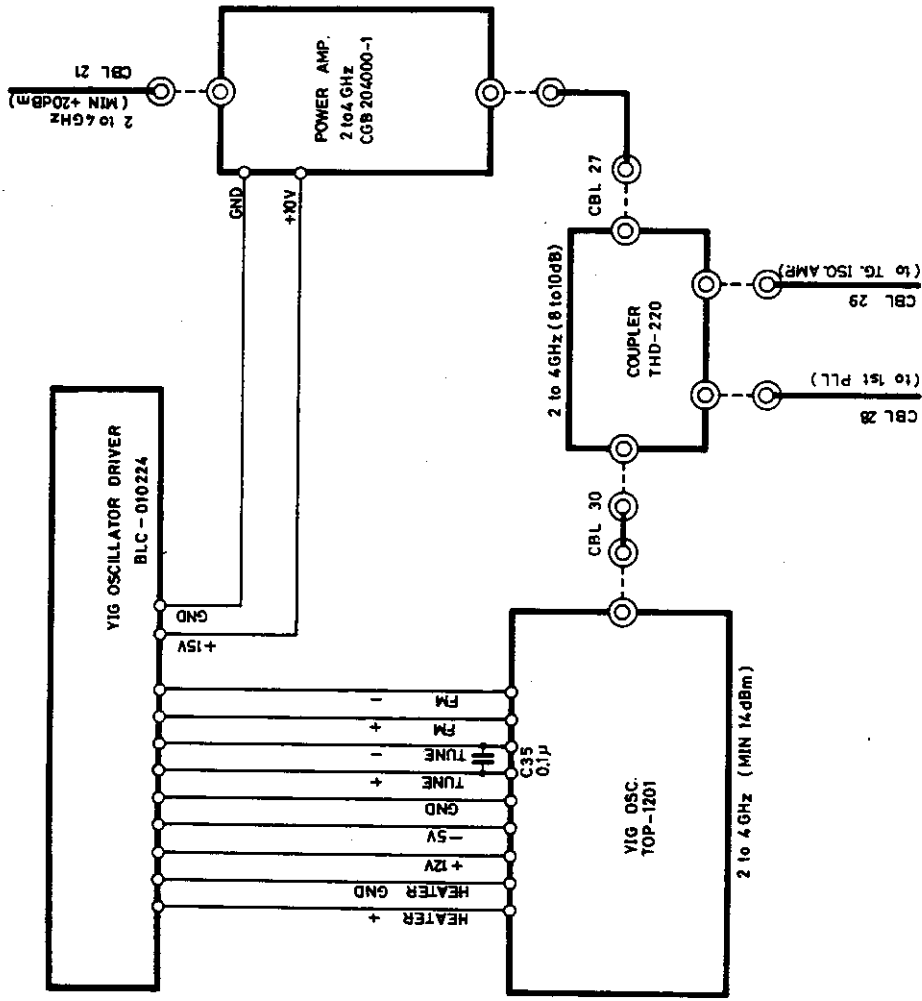 2 to 4GHz
(MIN +20dBm)
CBL 21
POWER AMP.
2 to 4 GHz
CGB 204000-1
GND
+10V
CBL 27
YIG OSCILLATOR DRIVER
BLC-010224
GND
+15V
2 to 4GHz (8 to 10dB)
COUPLER
THD-220
CBL 29
(to TG. ISO. AMP.)
CBL 28
(to 1st PLL)
CBL 30
FM -
FM +
TUNE -
TUNE +
GND
-5V
+12V
HEATER GND
HEATER +
C35
0.1μ
YIG OSC.
TOP-1201
2 to 4 GHz (MIN 14dBm)